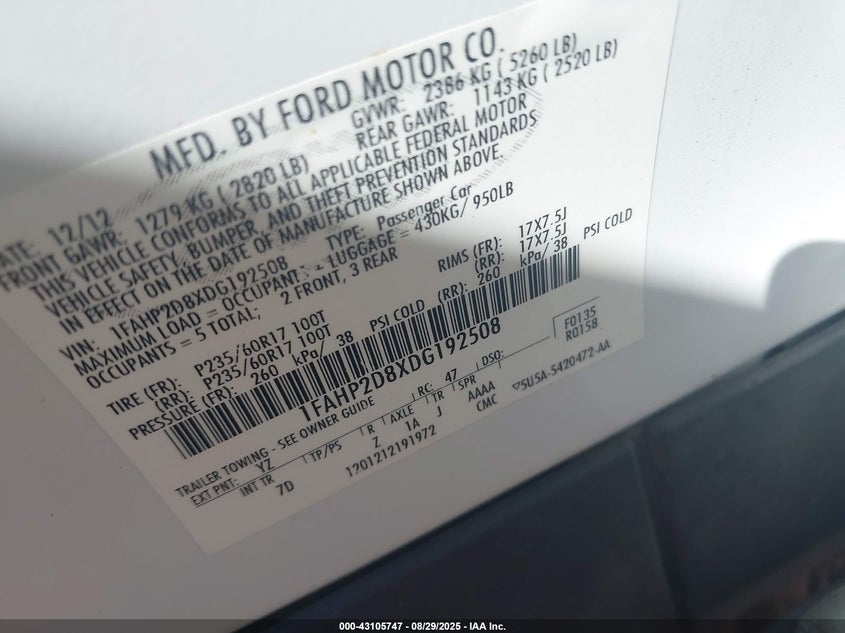 MFD. BY FORD MOTOR CO.
ATE: 12/12 GVWR: 2386 KG ( 5260 LB)
FRONT GAWR: 1279 KG ( 2820 LB) REAR GAWR: 1143 KG ( 2520 LB)
THIS VEHICLE CONFORMS TO ALL APPLICABLE FEDERAL MOTOR
VEHICLE SAFETY, BUMPER, AND THEFT PREVENTION STANDARDS
IN EFFECT ON THE DATE OF MANUFACTURE SHOWN ABOVE.
VIN: 1FAHP2D8XDG192508 TYPE: Passenger Car
MAXIMUM LOAD = OCCUPANTS + LUGGAGE = 430KG/ 950LB
OCCUPANTS = 5 TOTAL; 2 FRONT, 3 REAR
TIRE (FR): P235/60R17 100T RIMS (FR): 17X7.5J
(RR): P235/60R17 100T (RR): 17X7.5J
PRESSURE (FR): 260 kPa/ 38 PSI COLD (RR): 260 kPa/ 38 PSI COLD
1FAHP2D8XDG192508
F0135
R0158
TRAILER TOWING - SEE OWNER GUIDE RC: 47 DSO:
EXT PNT: YZ
INT TR TP/PS R AXLE TR SPR
7D Z 1A J AAAA
1201212191972 CMC 5U5A-5420472-AA
000-43105747 - 08/29/2025 - IAA Inc.